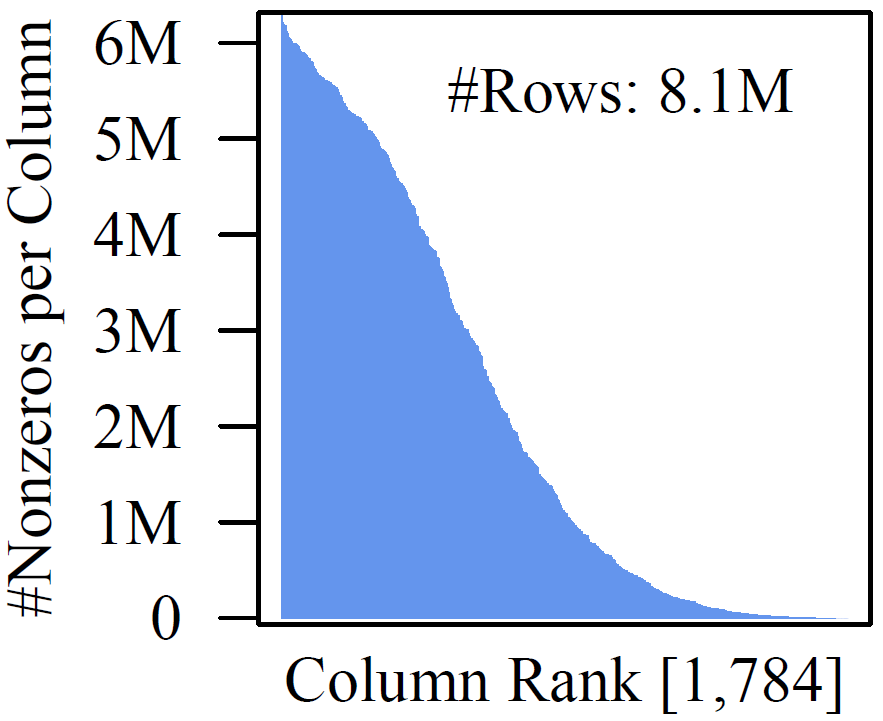 #Nonzeros per Column
6M
5M
4M
3M
2M
1M
0
#Rows: 8.1M
Column Rank [1,784]